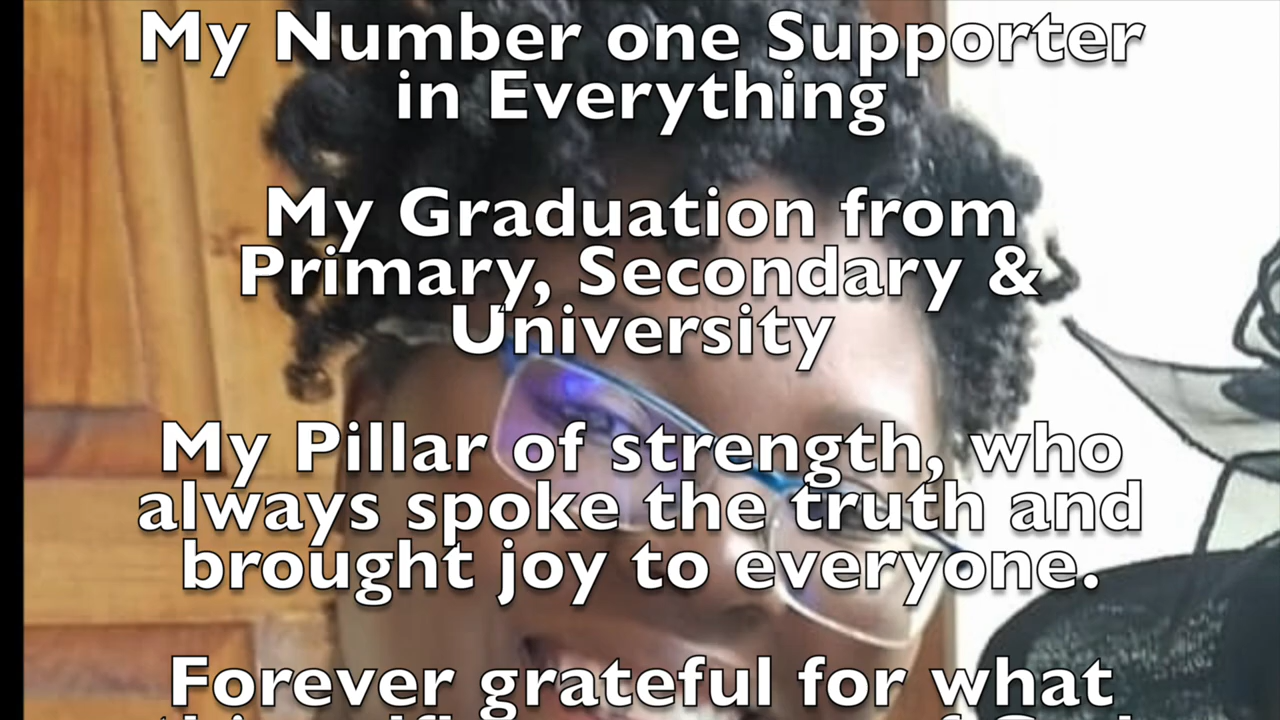 My Number one Supporter
in Everything
My Graduation from
Primary, Secondary &
University
My Pillar of strength, who
always spoke the truth and
brought joy to everyone.
Forever grateful for what